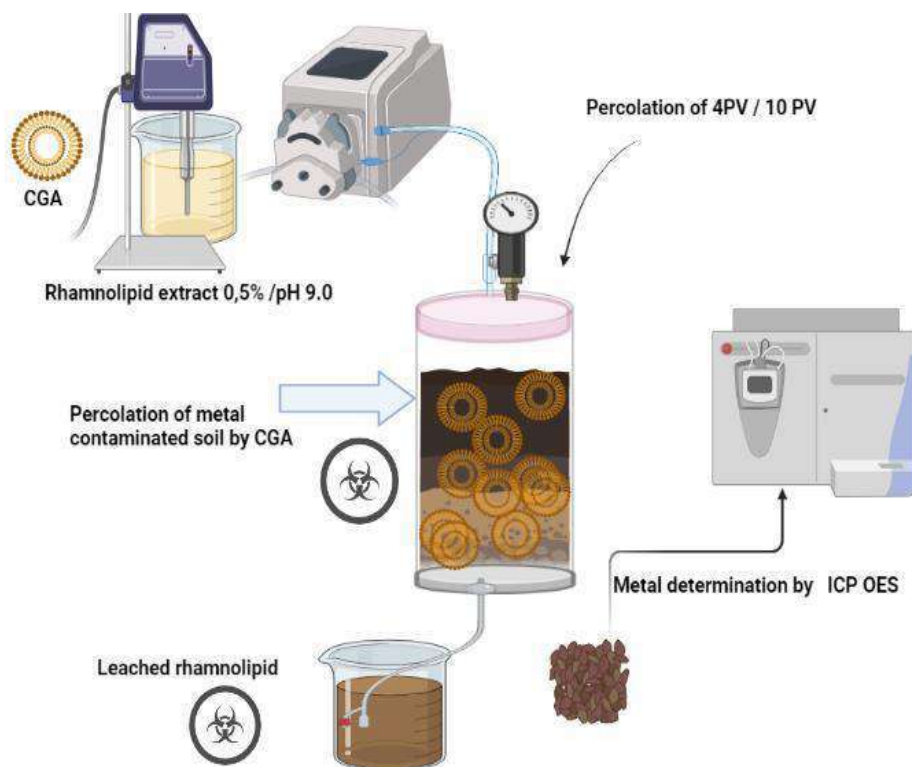 CGA
Rhamnolipid extract 0,5% /pH 9.0
Percolation of 4PV / 10 PV
Percolation of metal
contaminated soil by CGA
Metal determination by ICP OES
Leached rhamnolipid